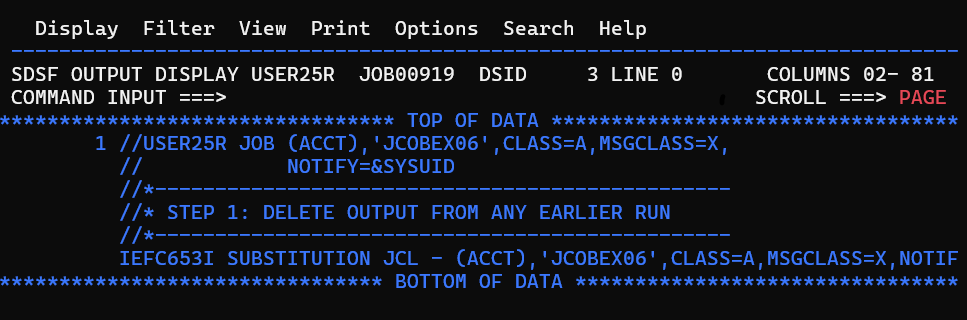 Display Filter View Print Options Search Help
--------------------------------------------------------------------------------
SDSF OUTPUT DISPLAY USER25R JOB00919 DSID 3 LINE 0 COLUMNS 02- 81
COMMAND INPUT ===> SCROLL ===> PAGE
********************************* TOP OF DATA **********************************
1 //USER25R JOB (ACCT),'JCOBEX06',CLASS=A,MSGCLASS=X,
// NOTIFY=&SYSUID
//*------------------------------------------------
//* STEP 1: DELETE OUTPUT FROM ANY EARLIER RUN
//*------------------------------------------------
IEFC653I SUBSTITUTION JCL - (ACCT),'JCOBEX06',CLASS=A,MSGCLASS=X,NOTIF
******************************** BOTTOM OF DATA ********************************